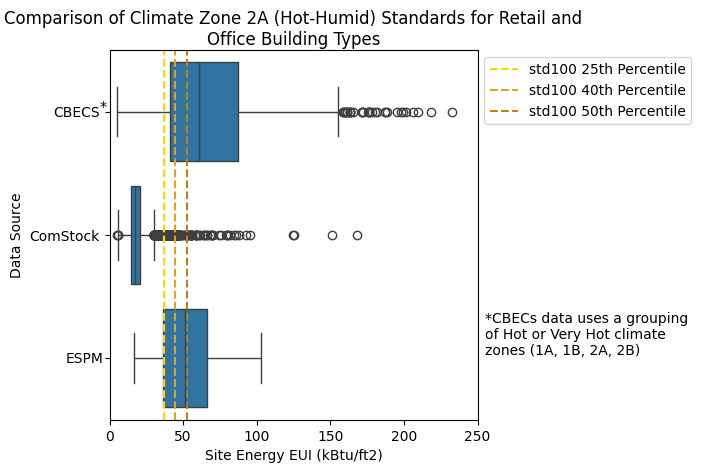 Comparison of Climate Zone 2A (Hot-Humid) Standards for Retail and
Office Building Types
std100 25th Percentile
std100 40th Percentile
std100 50th Percentile
CBECS*
ComStock
ESPM
Data Source
*CBECs data uses a grouping
of Hot or Very Hot climate
zones (1A, 1B, 2A, 2B)
0 50 100 150 200 250
Site Energy EUI (kBtu/ft2)